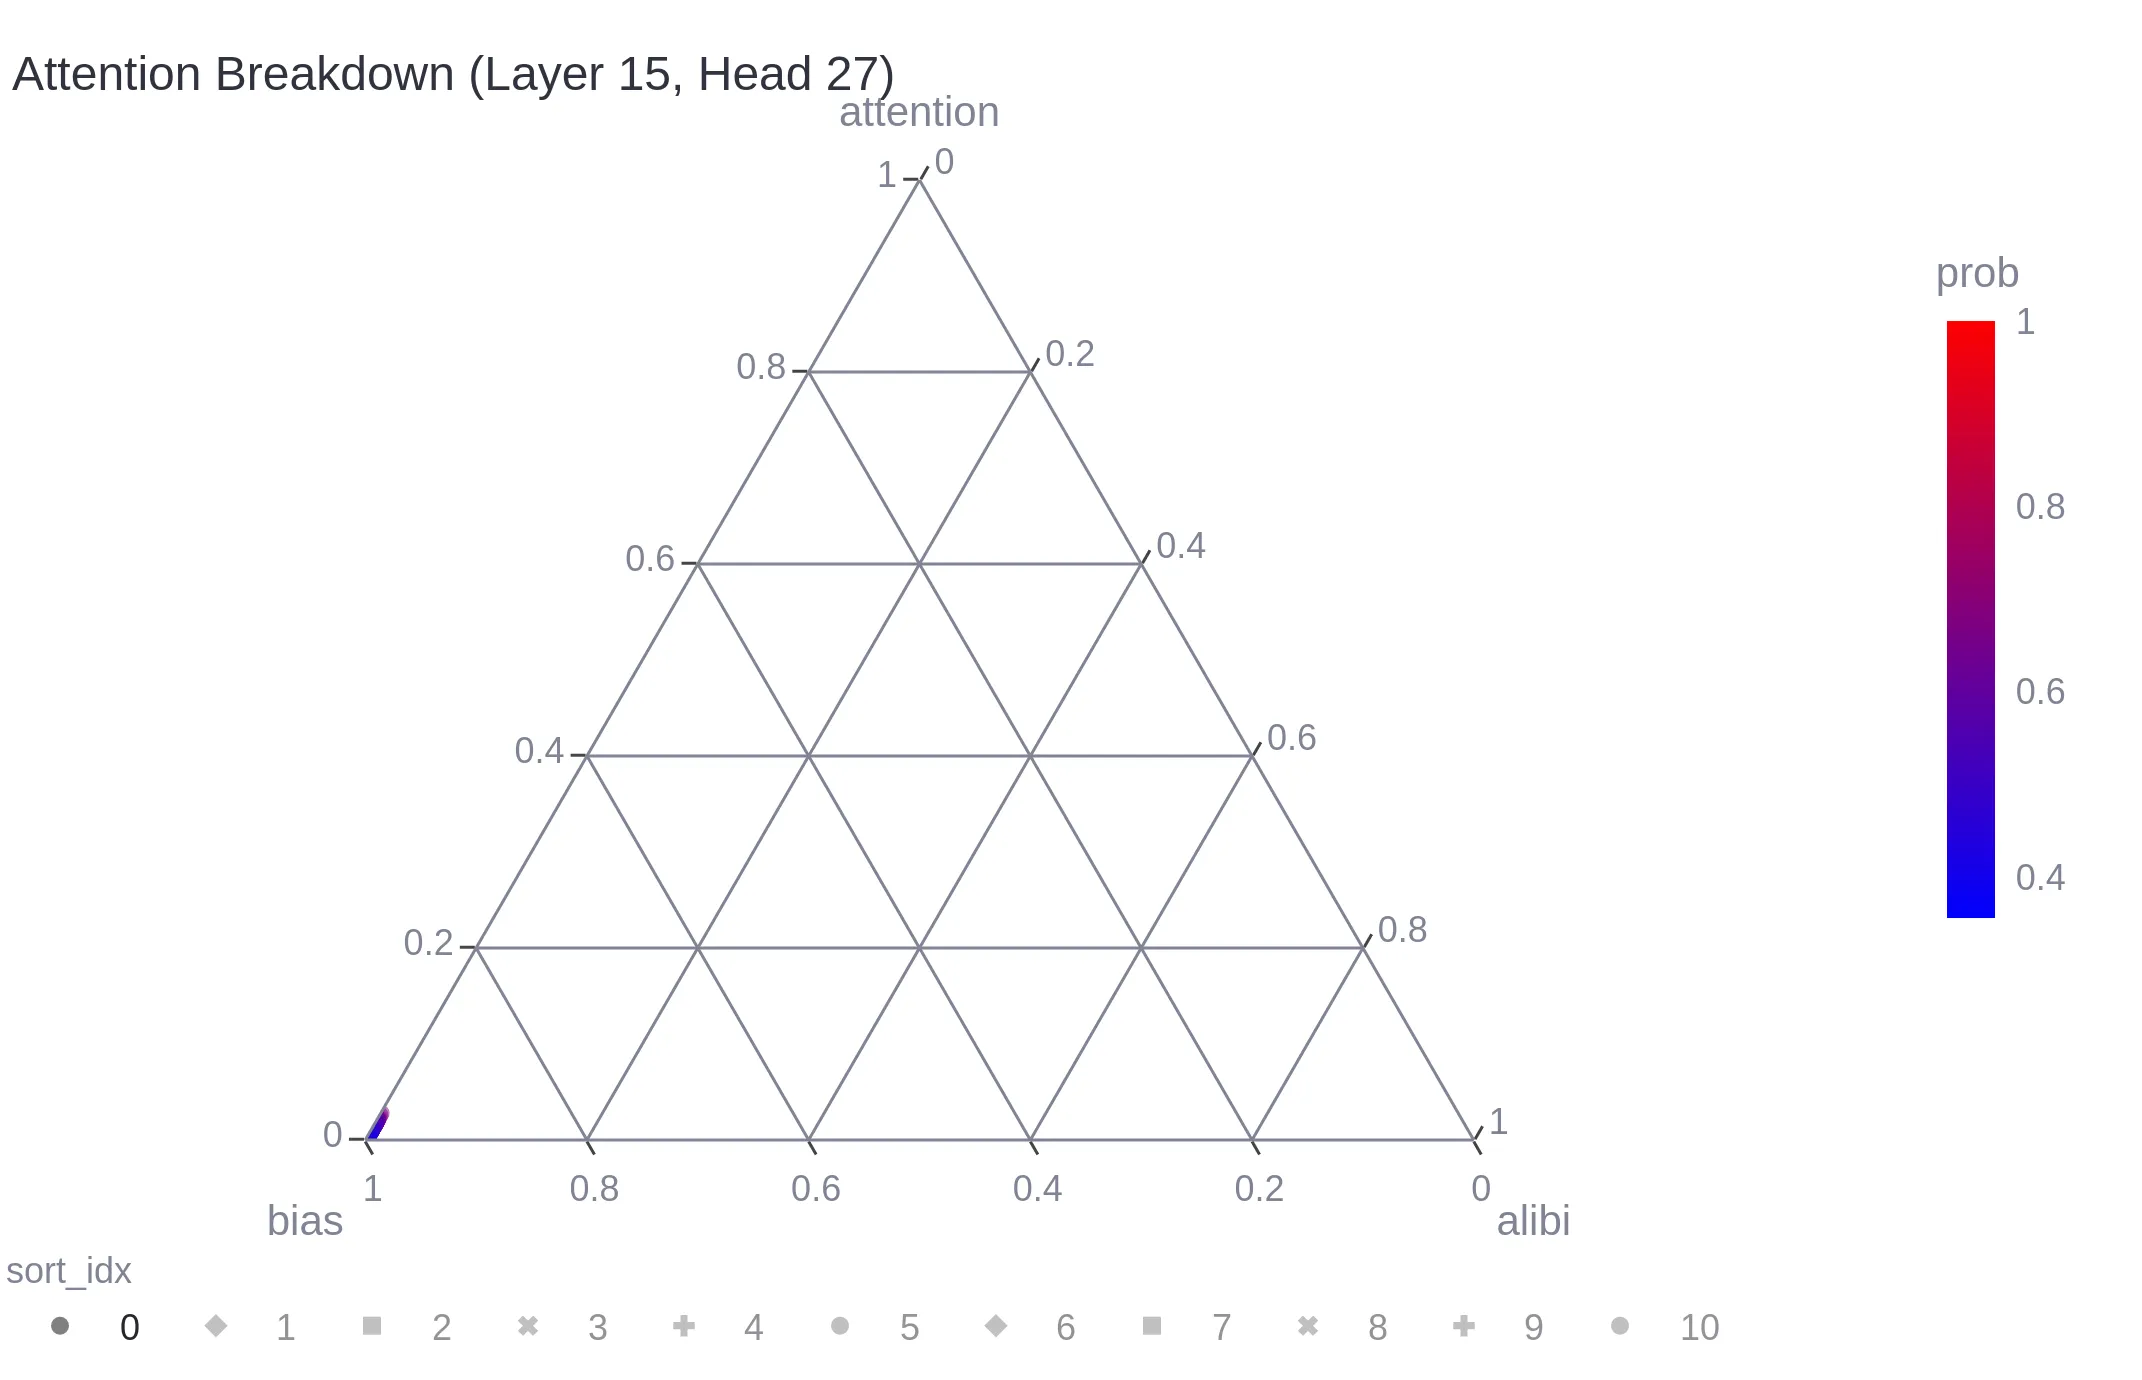 Attention Breakdown (Layer 15, Head 27)
attention
1 0
prob
1
0.8 0.2
0.8
0.6 0.4
0.6
0.4 0.6
0.4
0.2 0.8
0 1
1 0.8 0.6 0.4 0.2 0
bias alibi
sort_idx
0 1 2 3 4 5 6 7 8 9 10